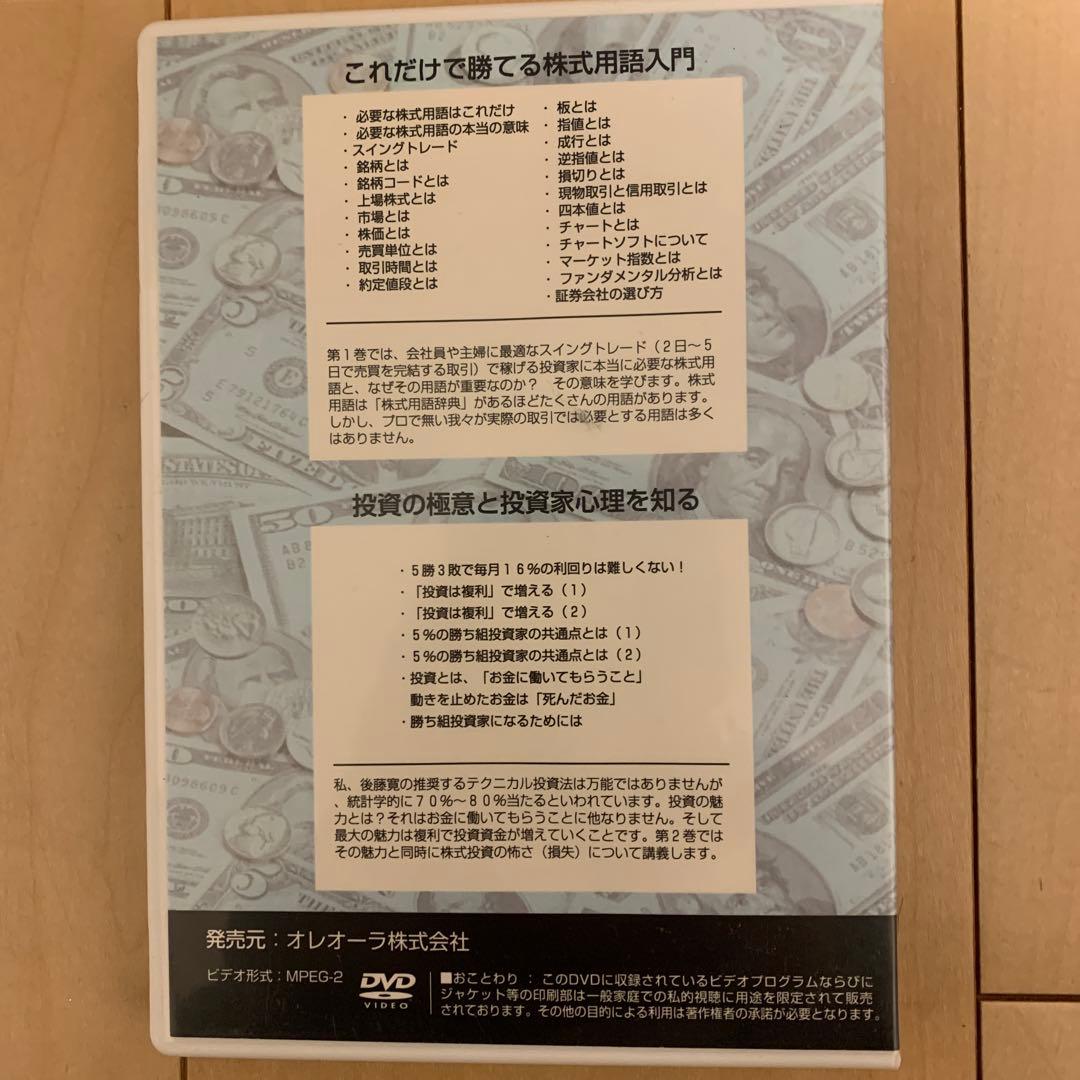 これだけで勝てる株式用語入門
・必要な株式用語はこれだけ
・必要な株式用語の本当の意味
・スイングトレード
・銘柄とは
・銘柄コードとは
・上場株式とは
・市場とは
・株価とは
・売買単位とは
・取引時間とは
・約定値段とは
・板とは
・指値とは
・成行とは
・逆指値とは
・損切りとは
・現物取引と信用取引とは
・四本値とは
・チャートとは
・チャートソフトについて
・マーケット指数とは
・ファンダメンタル分析とは
・証券会社の選び方
第1巻では、会社員や主婦に最適なスイングトレード（2日～5
日で売買を完結する取引）で稼げる投資家に本当に必要な株式用
語と、なぜその用語が重要なのか？　その意味を学びます。株式
用語は「株式用語辞典」があるほどたくさんの用語があります。
しかし、プロで無い我々が実際の取引では必要とする用語は多く
はありません。
投資の極意と投資家心理を知る
・5勝3敗で毎月16%の利回りは難しくない！
・「投資は複利」で増える（1）
・「投資は複利」で増える（2）
・5%の勝ち組投資家の共通点とは（1）
・5%の勝ち組投資家の共通点とは（2）
・投資とは、「お金に働いてもらうこと」
動きを止めたお金は「死んだお金」
・勝ち組投資家になるためには
私、後藤寛の推奨するテクニカル投資法は万能ではありませんが
、統計学的に70%～80%当たるといわれています。投資の魅
力とは？それはお金に働いてもらうことに他なりません。そして
最大の魅力は複利で投資資金が増えていくことです。第2巻では
その魅力と同時に株式投資の怖さ（損失）について講義します。
発売元：オレオーラ株式会社
ビデオ形式：MPEG-2
DVD
VIDEO
■おことわり：このDVDに収録されているビデオプログラムならびに
ジャケット等の印刷部は一般家庭での私的視聴に用途を限定されて販売
されております。その他の目的による利用は著作権者の承諾が必要となります。